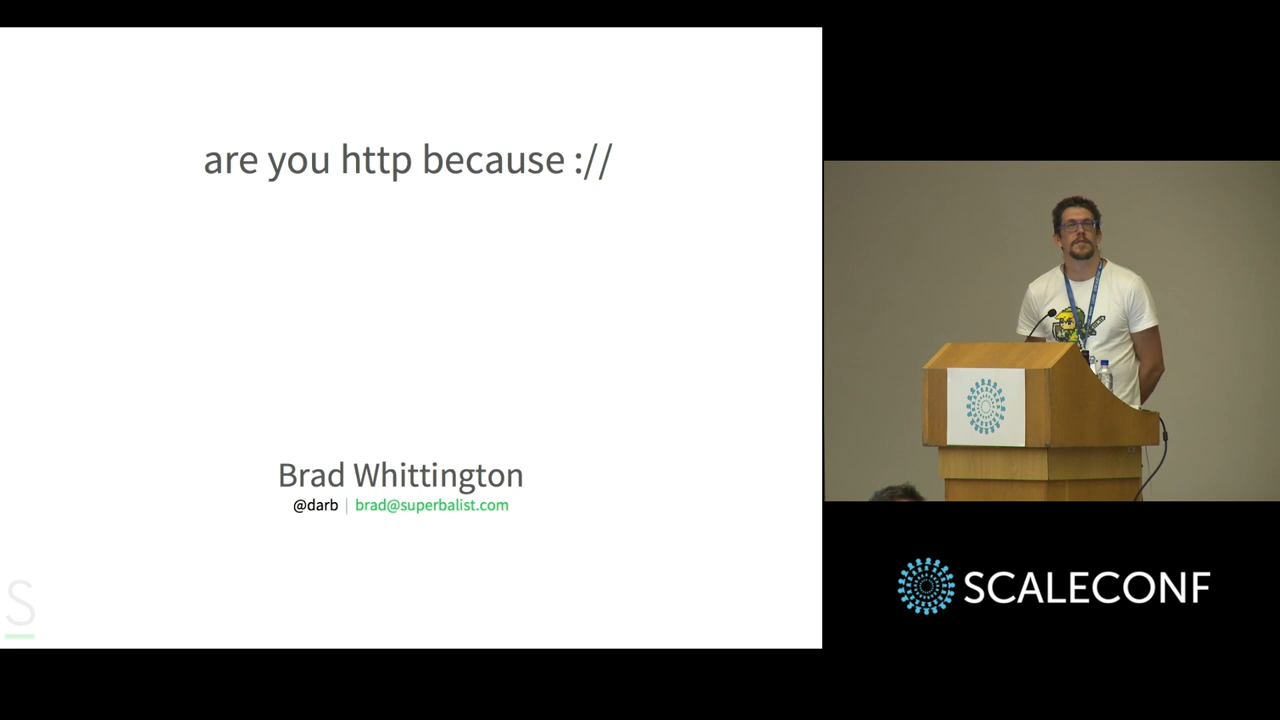 are you http because ://
Brad Whittington
@darb | brad@superbalist.com
S
SCALECONF